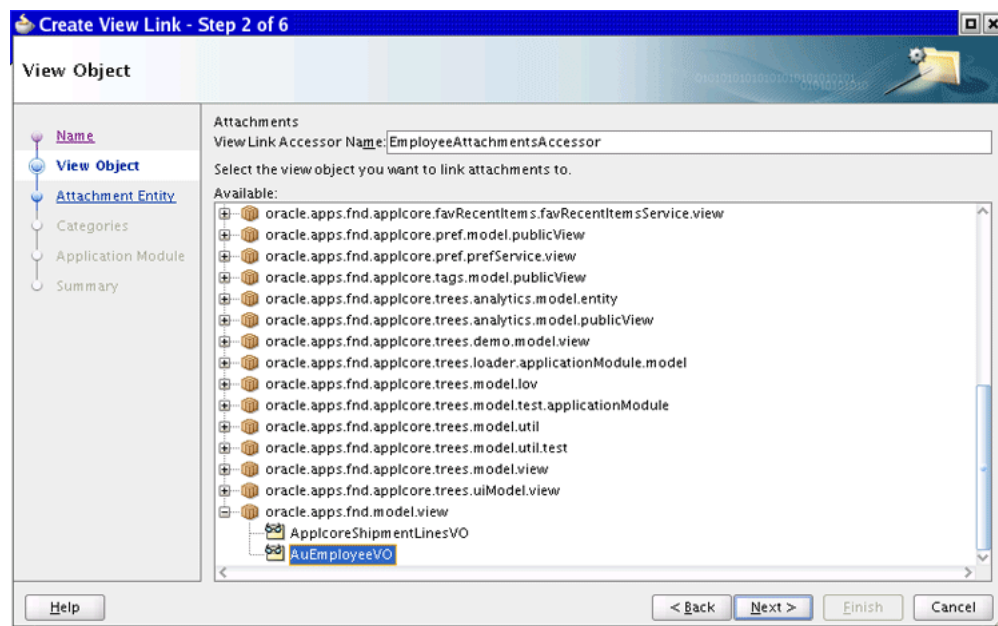 Create View Link - Step 2 of 6
View Object
Name
View Object
Attachment Entity
Categories
Application Module
Summary
Attachments
View Link Accessor Name: EmployeeAttachmentsAccessor
Select the view object you want to link attachments to.
Available:
oracle.apps.fnd.applcore.favRecentItems.favRecentItemsService.view
oracle.apps.fnd.applcore.pref.model.publicView
oracle.apps.fnd.applcore.pref.prefService.view
oracle.apps.fnd.applcore.tags.model.publicView
oracle.apps.fnd.applcore.trees.analytics.model.entity
oracle.apps.fnd.applcore.trees.analytics.model.publicView
oracle.apps.fnd.applcore.trees.demo.model.view
oracle.apps.fnd.applcore.trees.loader.applicationModule.model
oracle.apps.fnd.applcore.trees.model.lov
oracle.apps.fnd.applcore.trees.model.test.applicationModule
oracle.apps.fnd.applcore.trees.model.util
oracle.apps.fnd.applcore.trees.model.util.test
oracle.apps.fnd.applcore.trees.model.view
oracle.apps.fnd.applcore.trees.uiModel.view
oracle.apps.fnd.model.view
ApplcoreShipmentLinesVO
AuEmployeeVO
Help
< Back
Next >
Finish
Cancel